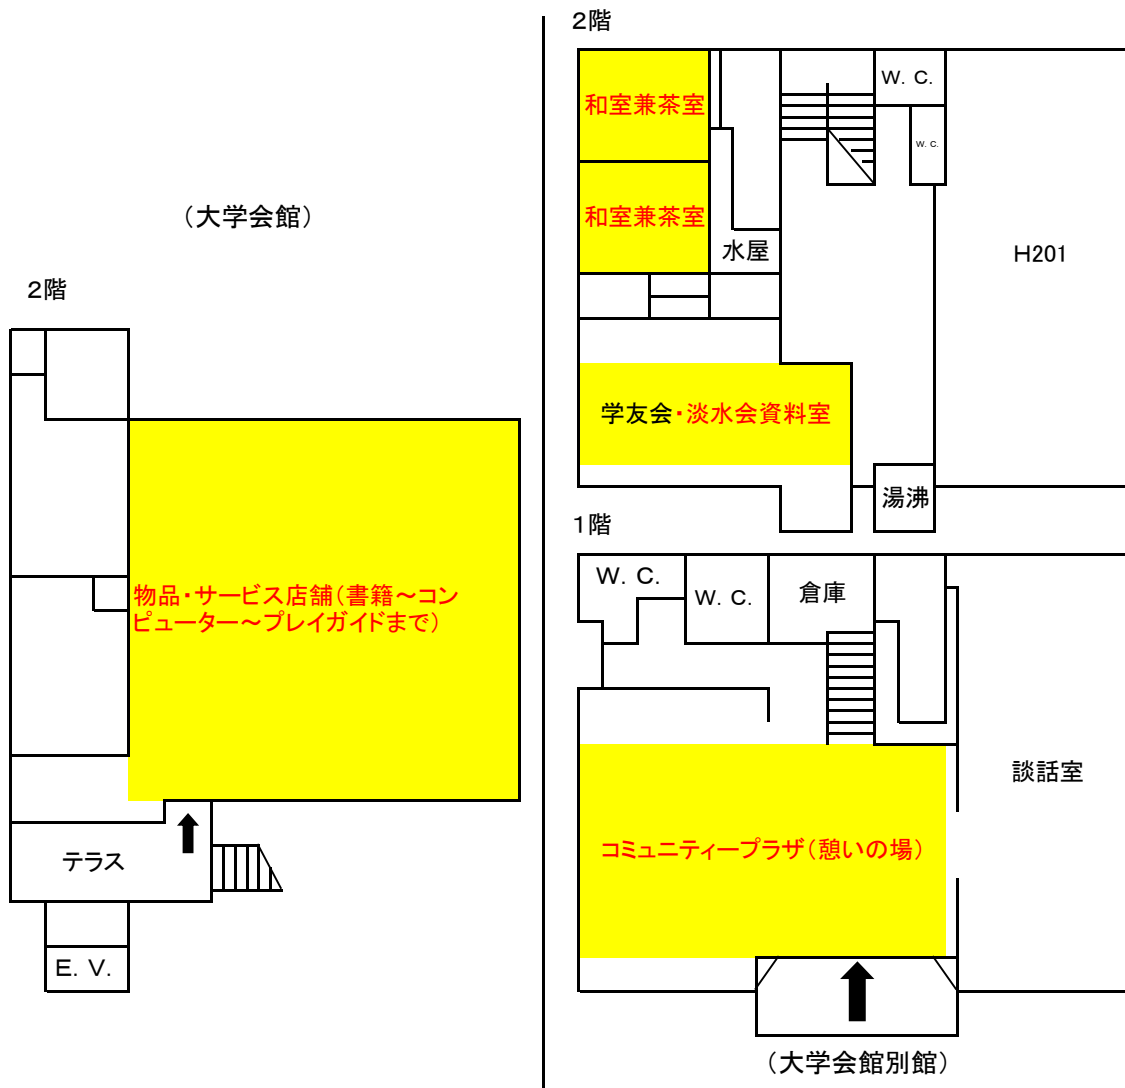 （大学会館）
２階
物品・サービス店舗（書籍～コン
ピューター～プレイガイドまで）
テラス
Ｅ．Ｖ．
２階
和室兼茶室
和室兼茶室
水屋
Ｗ．Ｃ．
Ｗ．Ｃ．
H201
学友会・淡水会資料室
湯沸
１階
Ｗ．Ｃ．
Ｗ．Ｃ．
倉庫
談話室
コミュニティープラザ（憩いの場）
（大学会館別館）